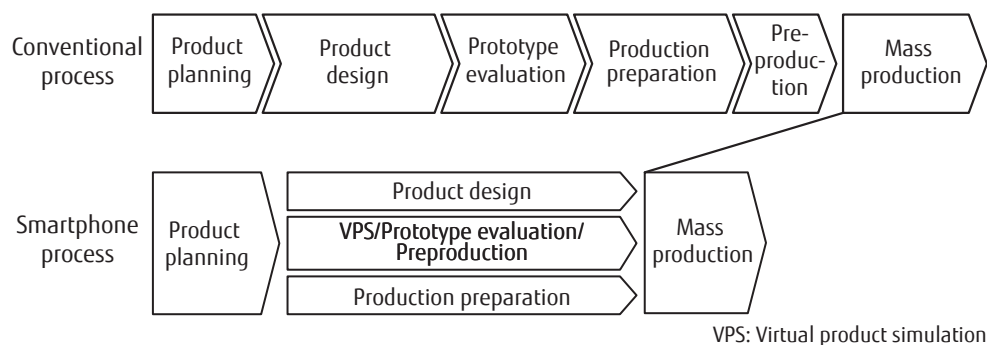 Conventional
process
Product
planning
Product
design
Prototype
evaluation
Production
preparation
Pre-
produc-
tion
Mass
production
Smartphone
process
Product
planning
Product design
VPS/Prototype evaluation/
Preproduction
Production preparation
Mass
production
VPS: Virtual product simulation